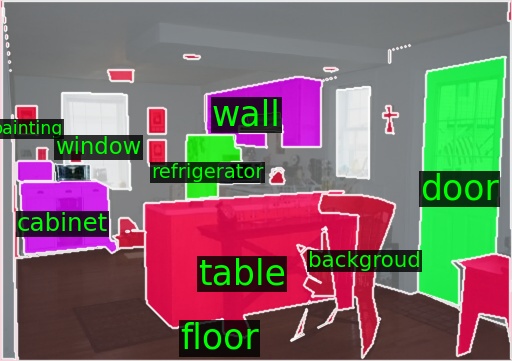 wall
painting
window
refrigerator
door
cabinet
backgroud
table
floor